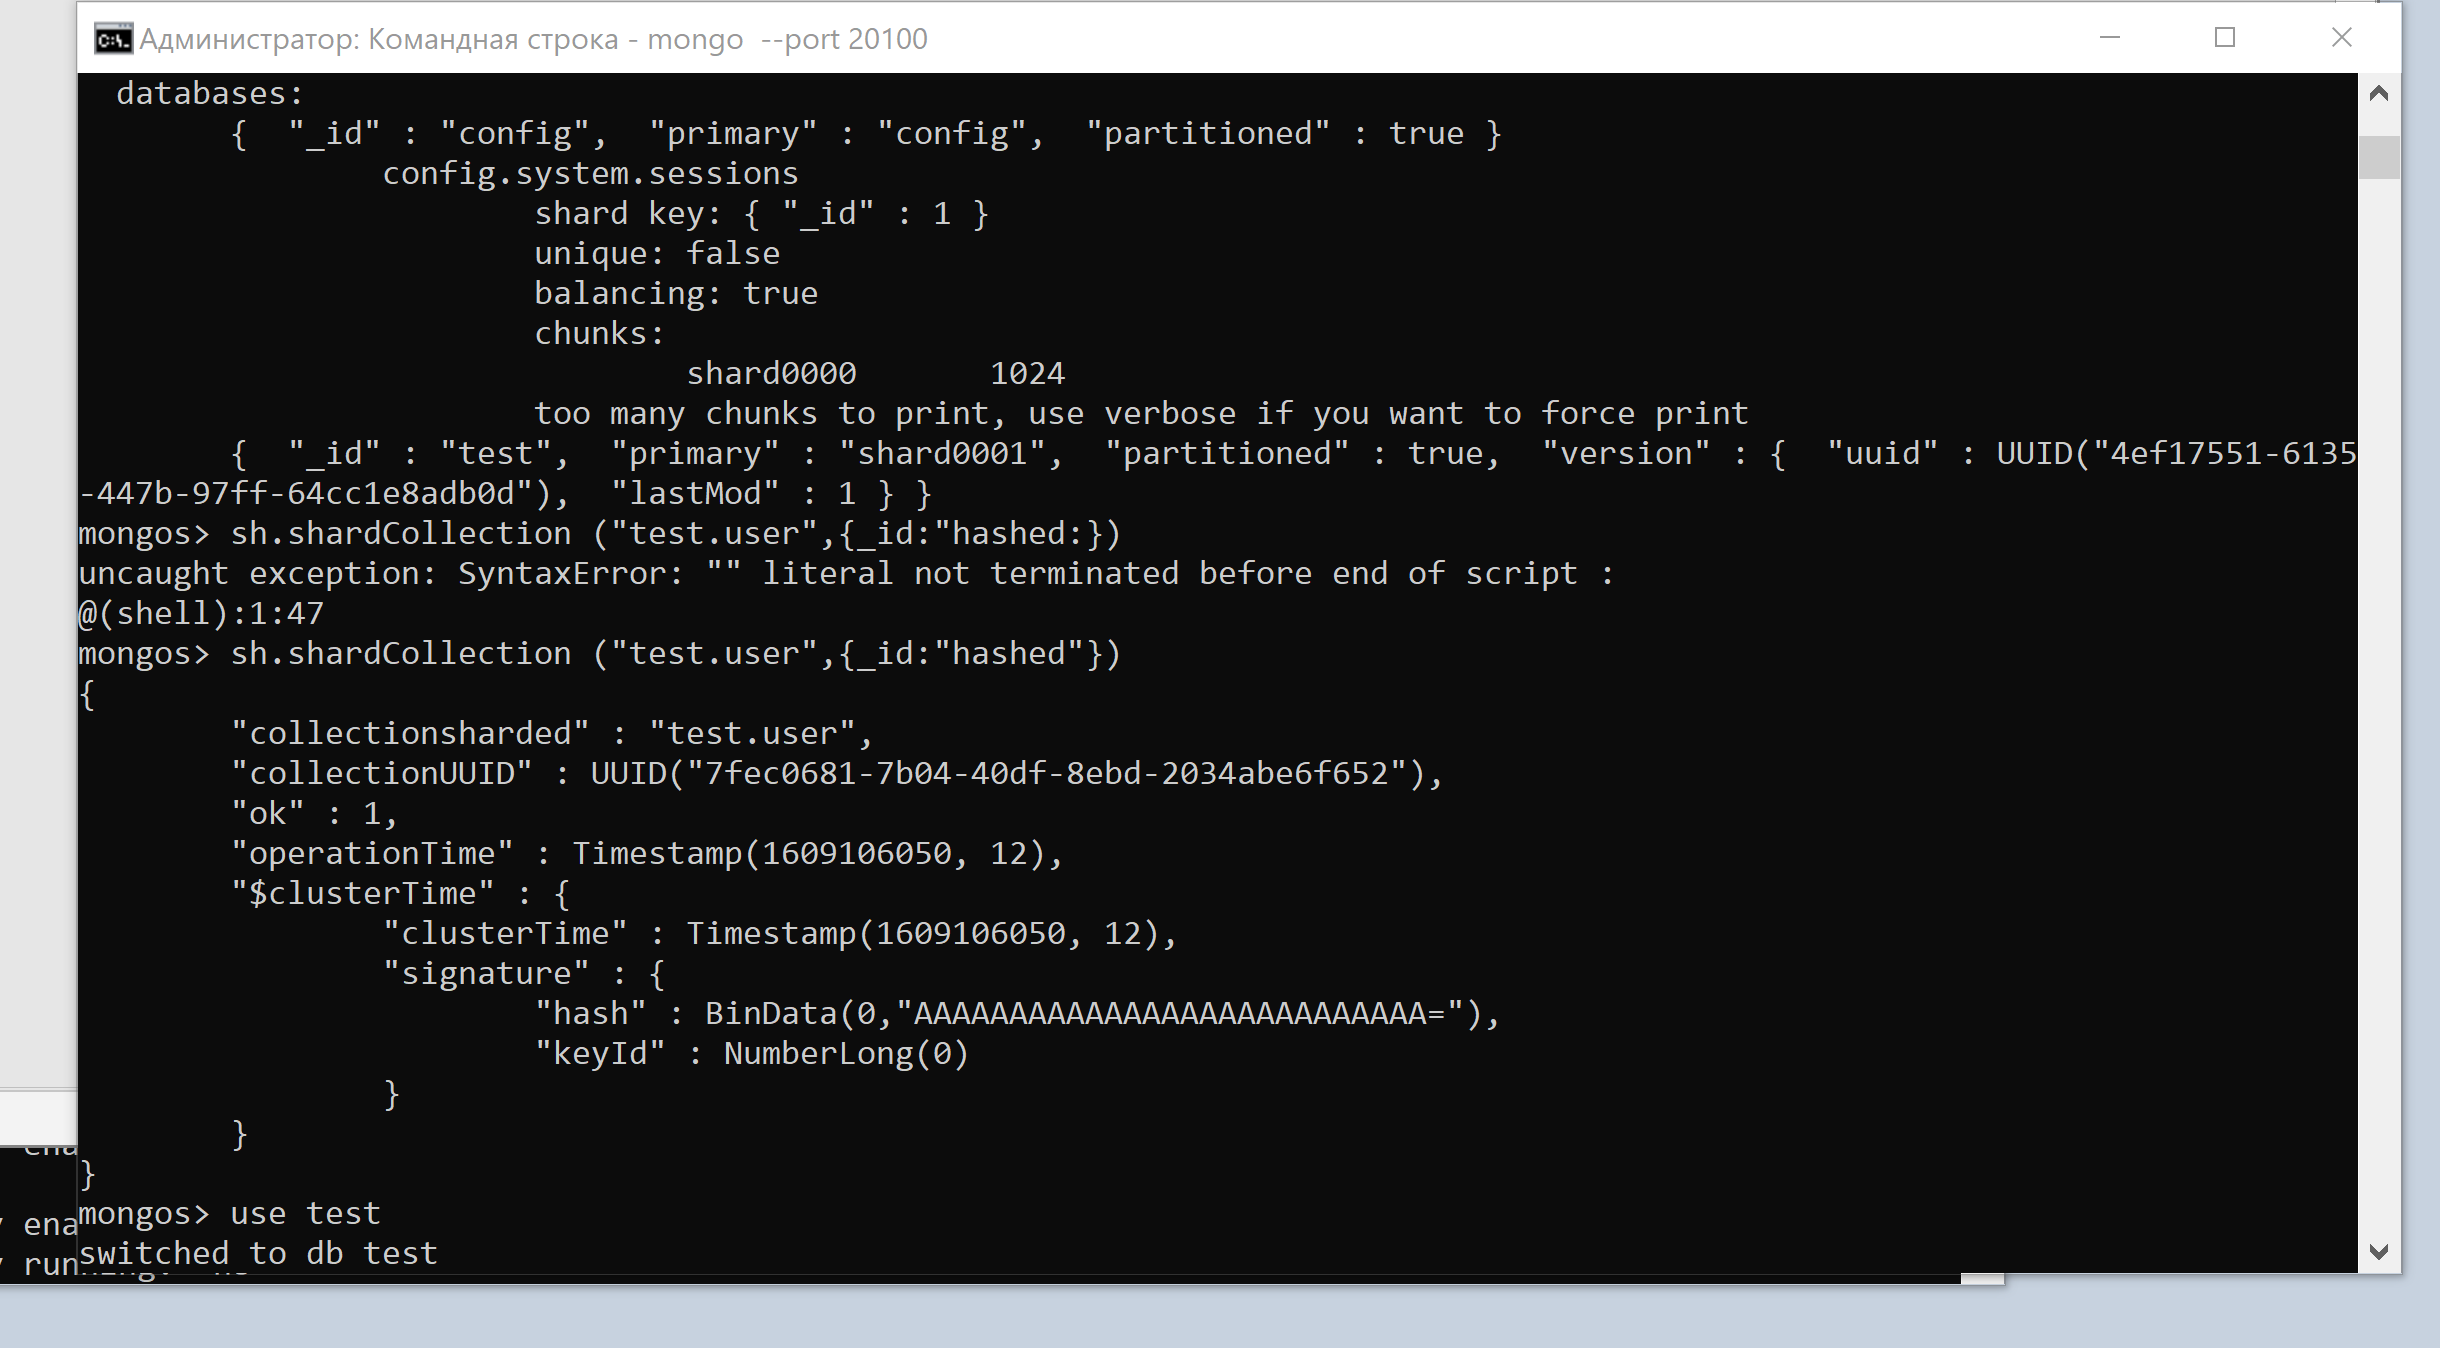 Администратор: Командная строка - mongo  --port 20100
databases:
{  "_id" : "config",  "primary" : "config",  "partitioned" : true }
config.system.sessions
shard key: { "_id" : 1 }
unique: false
balancing: true
chunks:
shard0000       1024
too many chunks to print, use verbose if you want to force print
{  "_id" : "test",  "primary" : "shard0001",  "partitioned" : true,  "version" : {  "uuid" : UUID("4ef17551-6135
-447b-97ff-64cc1e8adb0d"),  "lastMod" : 1 } }
mongos> sh.shardCollection ("test.user",{_id:"hashed:})
uncaught exception: SyntaxError: "" literal not terminated before end of script :
@(shell):1:47
mongos> sh.shardCollection ("test.user",{_id:"hashed"})
{
"collectionsharded" : "test.user",
"collectionUUID" : UUID("7fec0681-7b04-40df-8ebd-2034abe6f652"),
"ok" : 1,
"operationTime" : Timestamp(1609106050, 12),
"$clusterTime" : {
"clusterTime" : Timestamp(1609106050, 12),
"signature" : {
"hash" : BinData(0,"AAAAAAAAAAAAAAAAAAAAAAAAAAA="),
"keyId" : NumberLong(0)
}
}
}
mongos> use test
switched to db test
ena
run